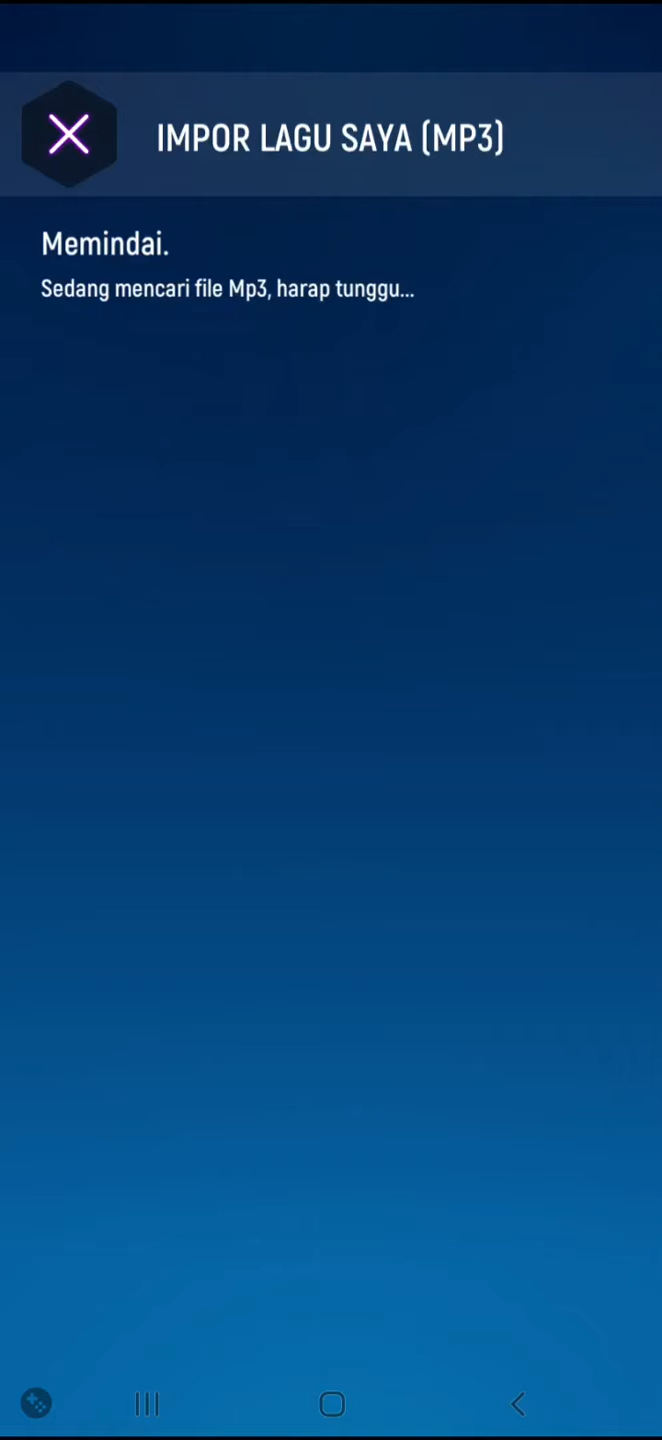 IMPOR LAGU SAYA (MP3)
Memindai.
Sedang mencari file Mp3, harap tunggu...